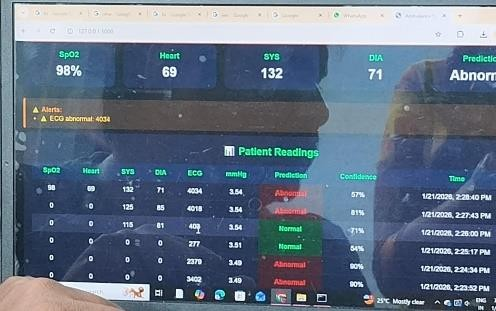 Google
WhatsApp
127.0.0.1:5000
SpO2 Heart SYS DIA
98% 69 132 71 Abnorm
Alerts:
ECG abnormal: 4034
Patient Readings
SpO2 Heart SYS DIA ECG mmHg Prediction Confidence Time
98 69 132 71 4034 3.54 Abnormal 57% 1/21/2026, 2:28:40 PM
0 0 125 85 4018 3.54 Abnormal 81% 1/21/2026, 2:27:43 PM
0 0 115 81 3.54 Normal 71% 1/21/2026, 2:26:00 PM
0 0 0 0 277 3.51 Normal 54% 1/21/2026, 2:25:17 PM
0 0 0 0 2379 3.49 Abnormal 90% 1/21/2026, 2:24:34 PM
0 0 0 3402 3.49 Abnormal 90% 1/21/2026, 2:23:52 PM
25°C Mostly clear ENG
IN